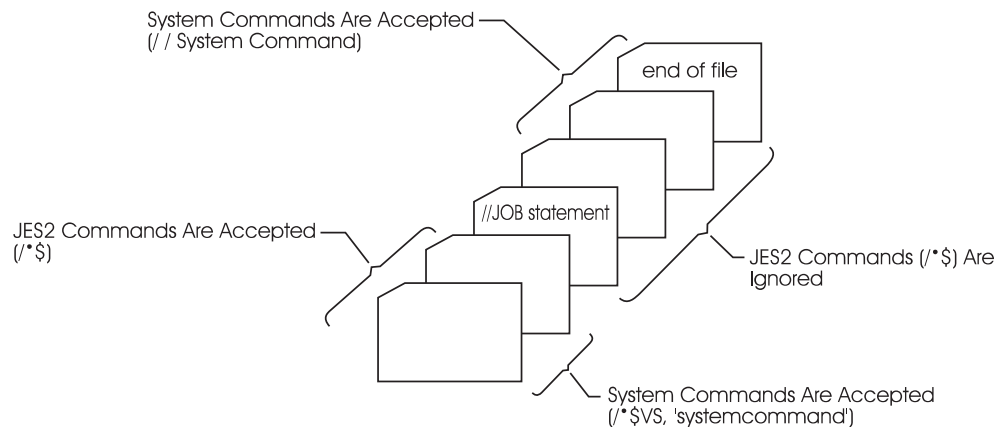 System Commands Are Accepted
(/ / System Command)
end of file
//JOB statement
JES2 Commands Are Accepted
(/*$)
JES2 Commands (/*$) Are
Ignored
System Commands Are Accepted
(/*$VS, 'systemcommand')